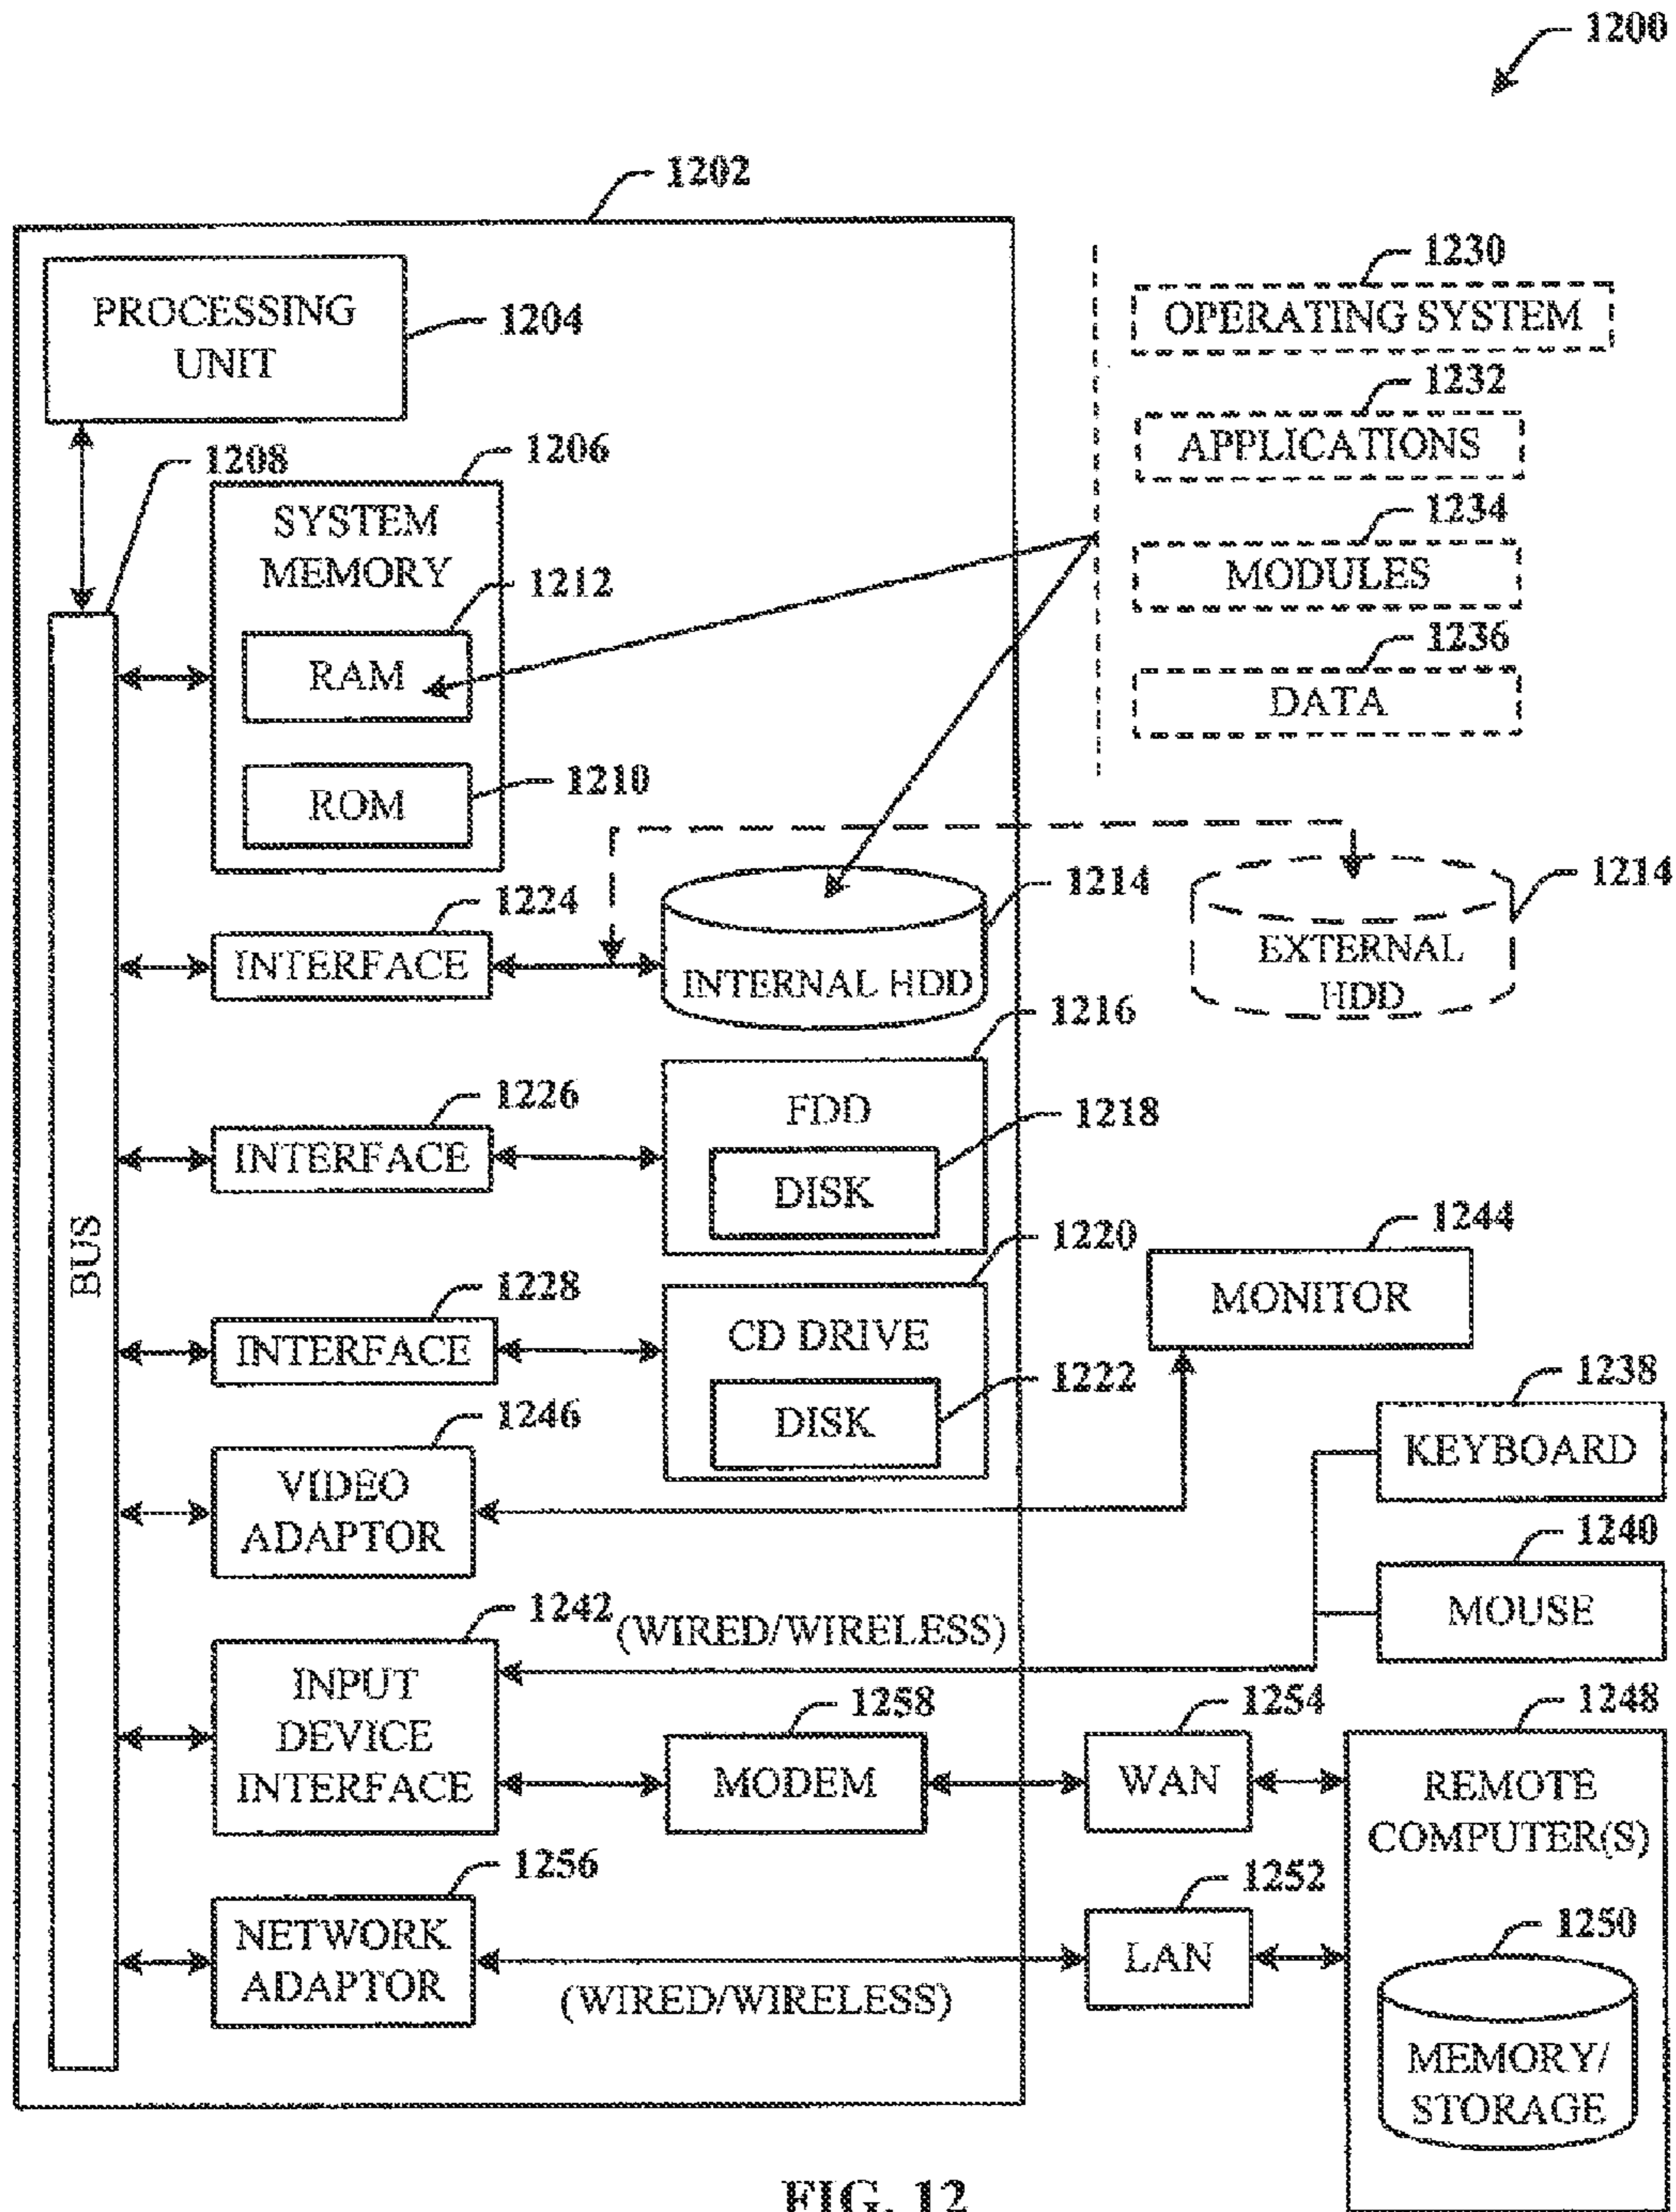 1200
1202
PROCESSING
UNIT
1204
1230
OPERATING SYSTEM
1232
APPLICATIONS
1234
MODULES
1236
DATA
1208
1206
SYSTEM
MEMORY
1212
RAM
1210
ROM
1224
INTERFACE
1214
INTERNAL HDD
1214
EXTERNAL
HDD
1216
1226
INTERFACE
FDD
1218
DISK
BUS
1220
1228
INTERFACE
CD DRIVE
1222
DISK
1244
MONITOR
1238
KEYBOARD
1246
VIDEO
ADAPTOR
1240
MOUSE
1242
(WIRED/WIRELESS)
INPUT
DEVICE
INTERFACE
1258
MODEM
1254
WAN
1248
REMOTE
COMPUTER(S)
1256
NETWORK
ADAPTOR
(WIRED/WIRELESS)
1252
LAN
1250
MEMORY/
STORAGE
FIG. 12